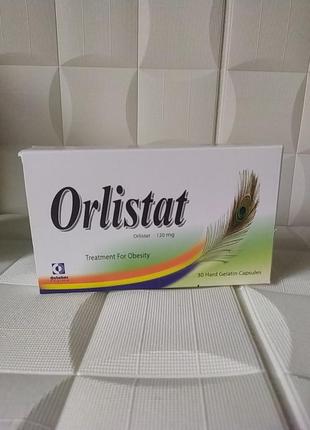 Orlistat
Orlistat 120 mg
Treatment For Obesity
30 Hard Gelatin Capsules